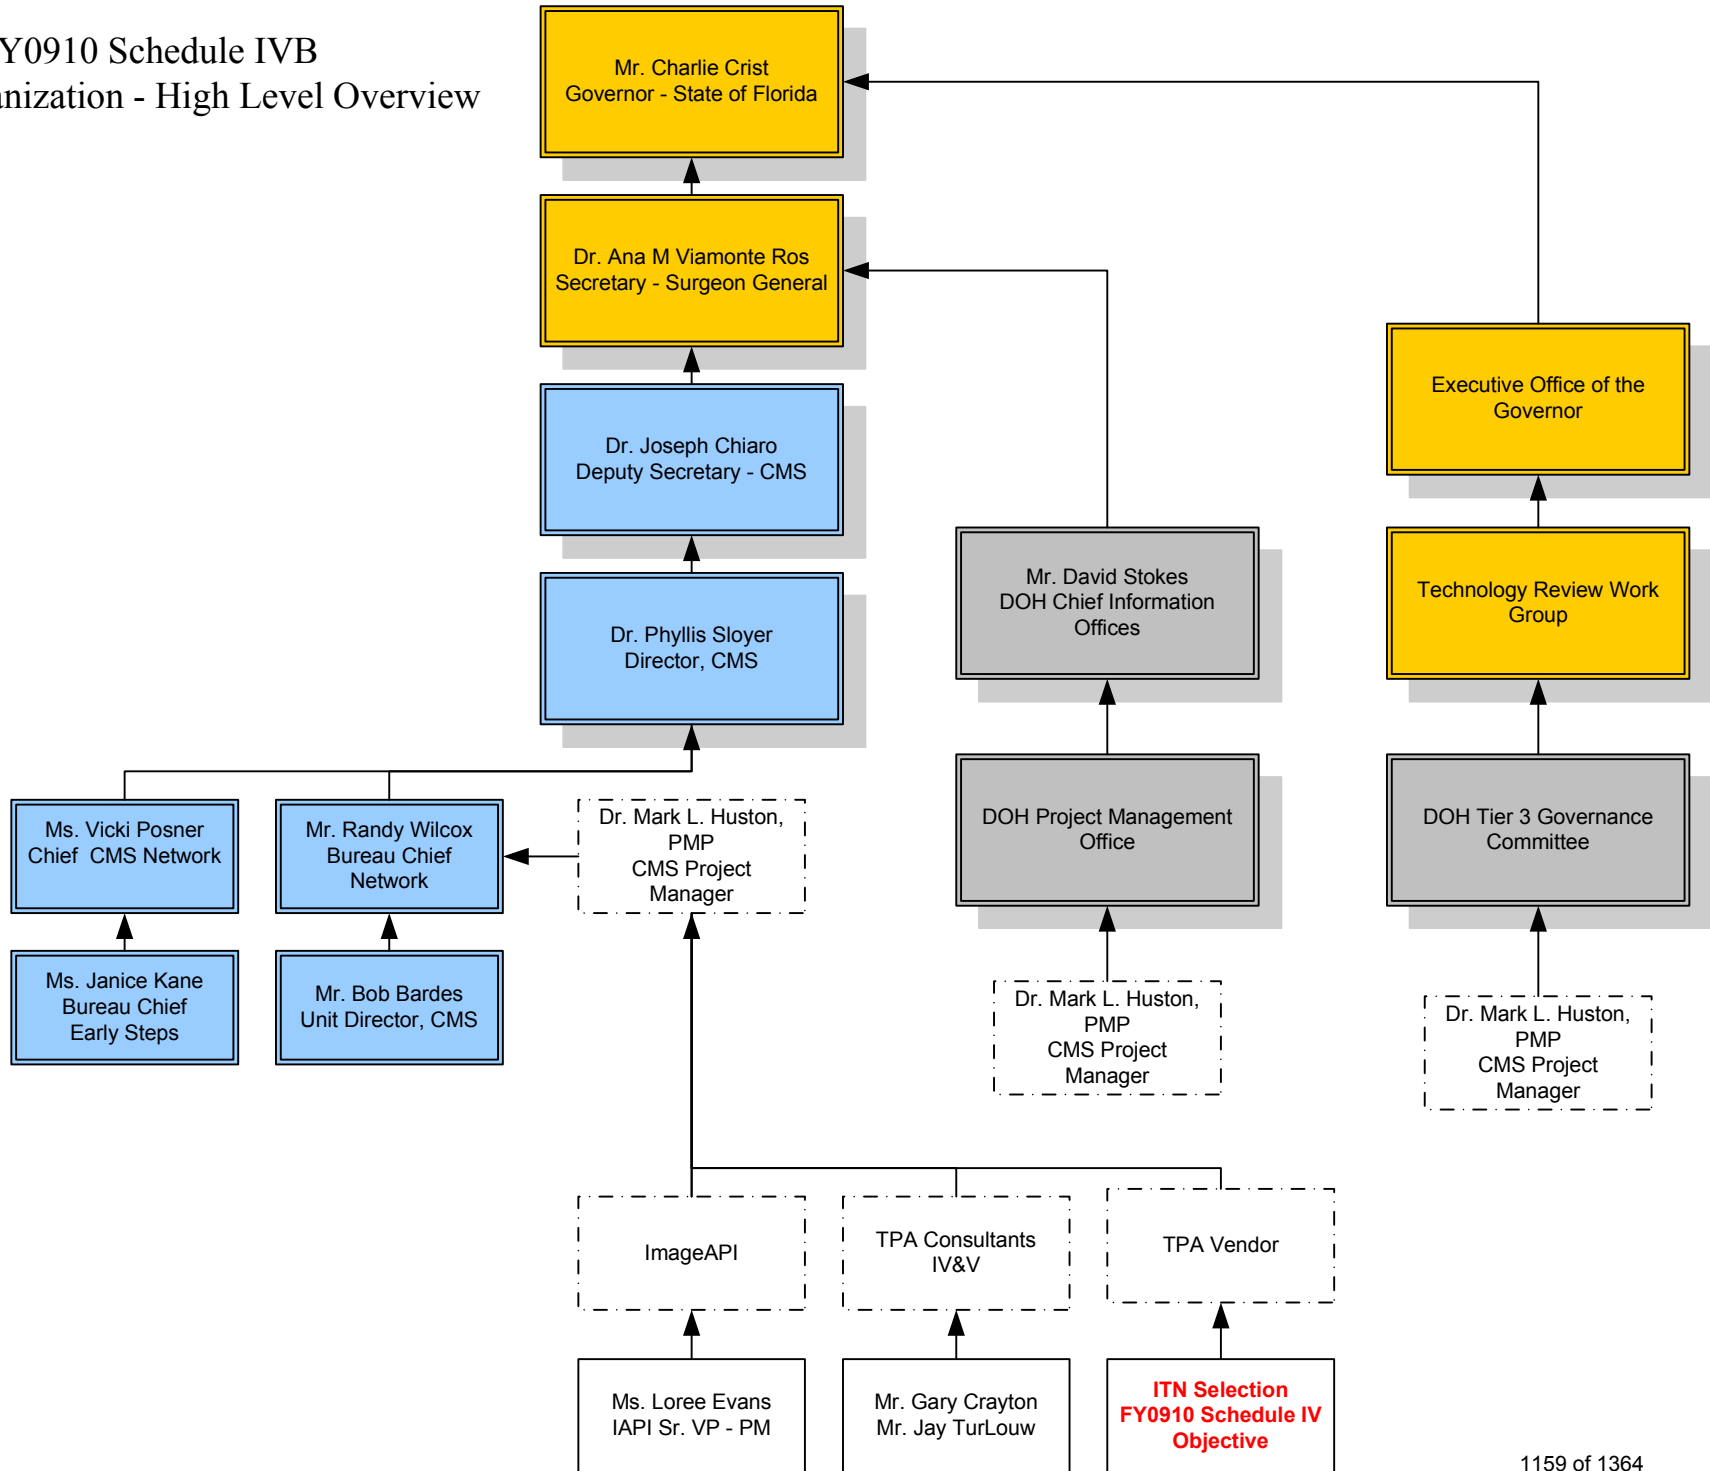 Y0910 Schedule IVB
anization - High Level Overview
Mr. Charlie Crist
Governor - State of Florida
Dr. Ana M Viamonte Ros
Secretary - Surgeon General
Executive Office of the
Governor
Dr. Joseph Chiaro
Deputy Secretary - CMS
Mr. David Stokes
DOH Chief Information
Offices
Technology Review Work
Group
Dr. Phyllis Sloyer
Director, CMS
Ms. Vicki Posner
Chief  CMS Network
Mr. Randy Wilcox
Bureau Chief
Network
Dr. Mark L. Huston,
PMP
CMS Project
Manager
DOH Project Management
Office
DOH Tier 3 Governance
Committee
Ms. Janice Kane
Bureau Chief
Early Steps
Mr. Bob Bardes
Unit Director, CMS
Dr. Mark L. Huston,
PMP
CMS Project
Manager
Dr. Mark L. Huston,
PMP
CMS Project
Manager
ImageAPI
TPA Consultants
IV&V
TPA Vendor
Ms. Loree Evans
IAPI Sr. VP - PM
Mr. Gary Crayton
Mr. Jay TurLouw
ITN Selection
FY0910 Schedule IV
Objective
1159 of 1364